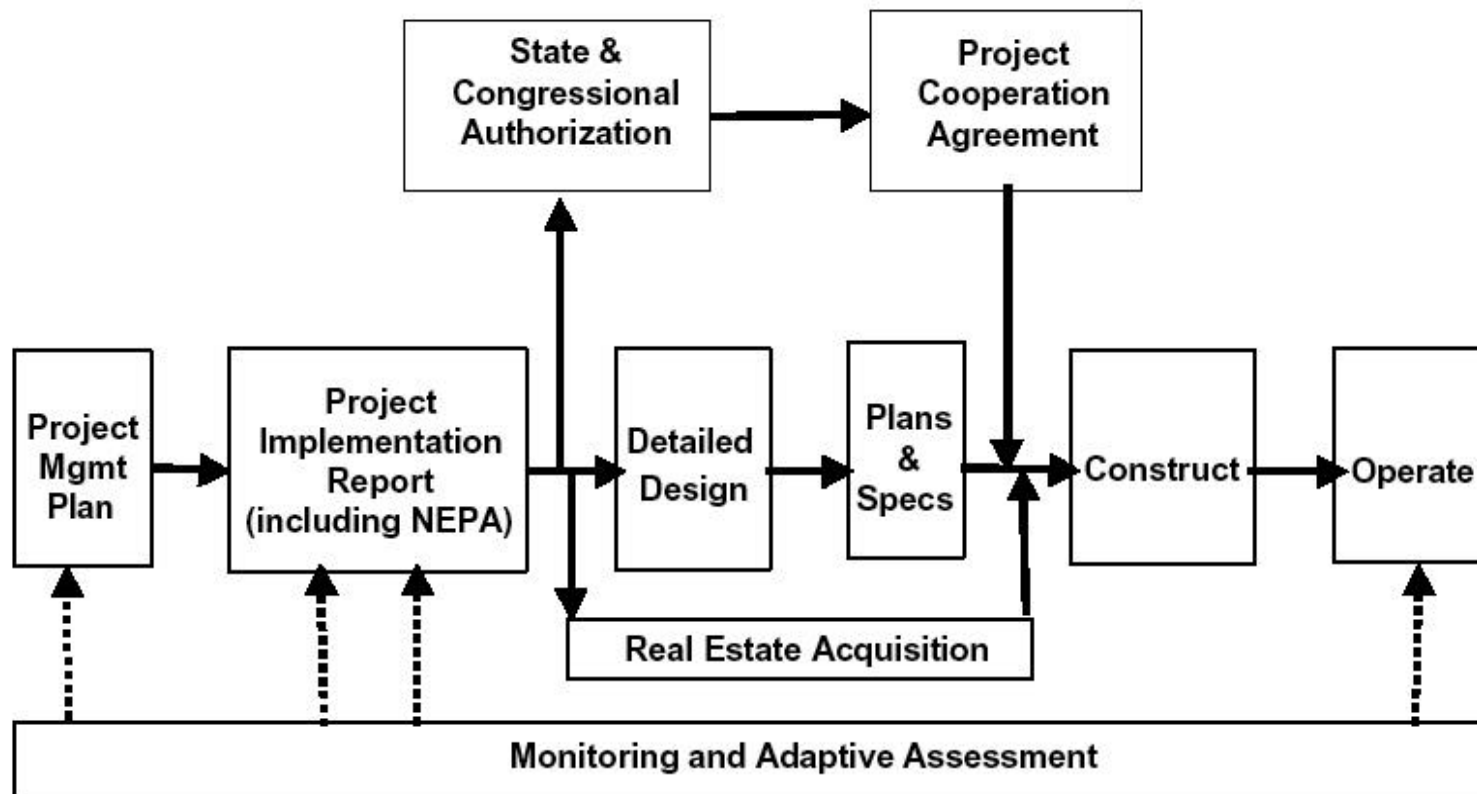 State &
Congressional
Authorization
Project
Cooperation
Agreement
Project
Mgmt
Plan
Project
Implementation
Report
(including NEPA)
Detailed
Design
Plans
&
Specs
Construct
Operate
Real Estate Acquisition
Monitoring and Adaptive Assessment